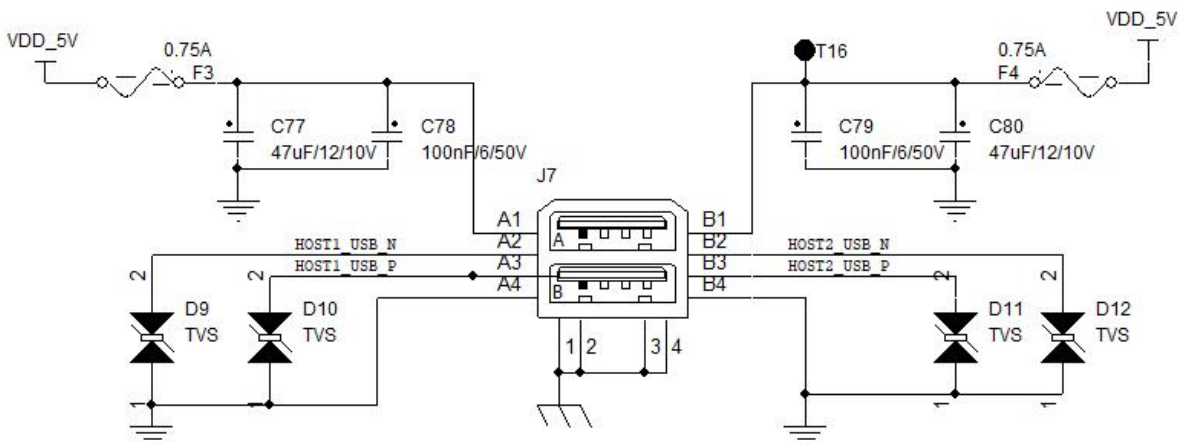 VDD_5V
VDD_5V
0.75A
F3
T16
0.75A
F4
C77
47uF/12/10V
C78
100nF/6/50V
C79
100nF/6/50V
C80
47uF/12/10V
J7
A1
B1
A2
B2
A
HOST1_USB_N
HOST2_USB_N
A3
B3
HOST1_USB_P
HOST2_USB_P
A4
B4
B
2
2
2
2
D9
TVS
D10
TVS
D11
TVS
D12
TVS
1
2
3
4
1
1
1
1